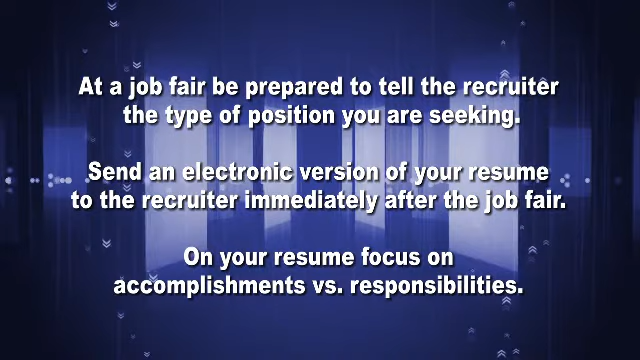 At a job fair be prepared to tell the recruiter
the type of position you are seeking.
Send an electronic version of your resume
to the recruiter immediately after the job fair.
On your resume focus on
accomplishments vs. responsibilities.